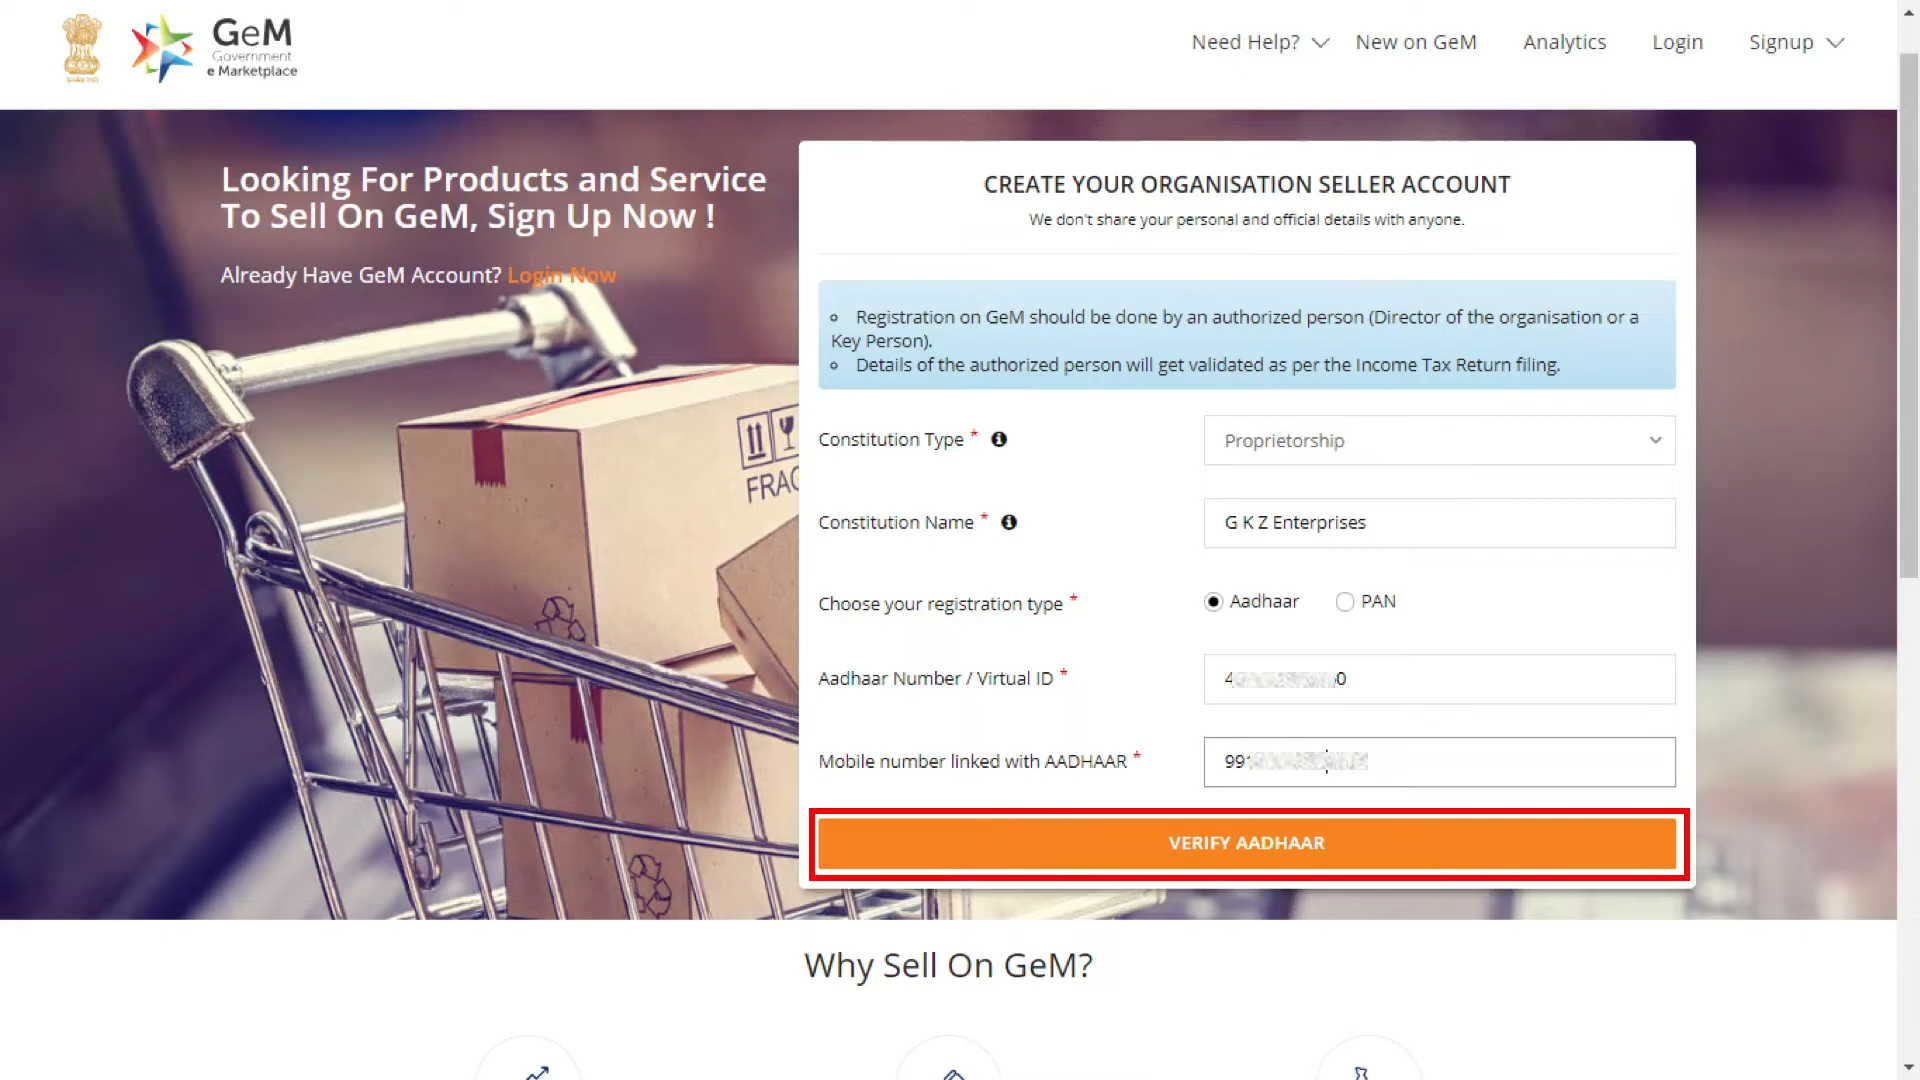 GeM
Government
e Marketplace
Need Help?
New on GeM
Analytics
Login
Signup
Looking For Products and Service
To Sell On GeM, Sign Up Now !
Already Have GeM Account? Login Now
CREATE YOUR ORGANISATION SELLER ACCOUNT
We don't share your personal and official details with anyone.
Registration on GeM should be done by an authorized person (Director of the organisation or a
Key Person).
Details of the authorized person will get validated as per the Income Tax Return filing.
Constitution Type *
Proprietorship
Constitution Name *
G K Z Enterprises
Choose your registration type *
Aadhaar
PAN
Aadhaar Number / Virtual ID *
Mobile number linked with AADHAAR *
VERIFY AADHAAR
Why Sell On GeM?